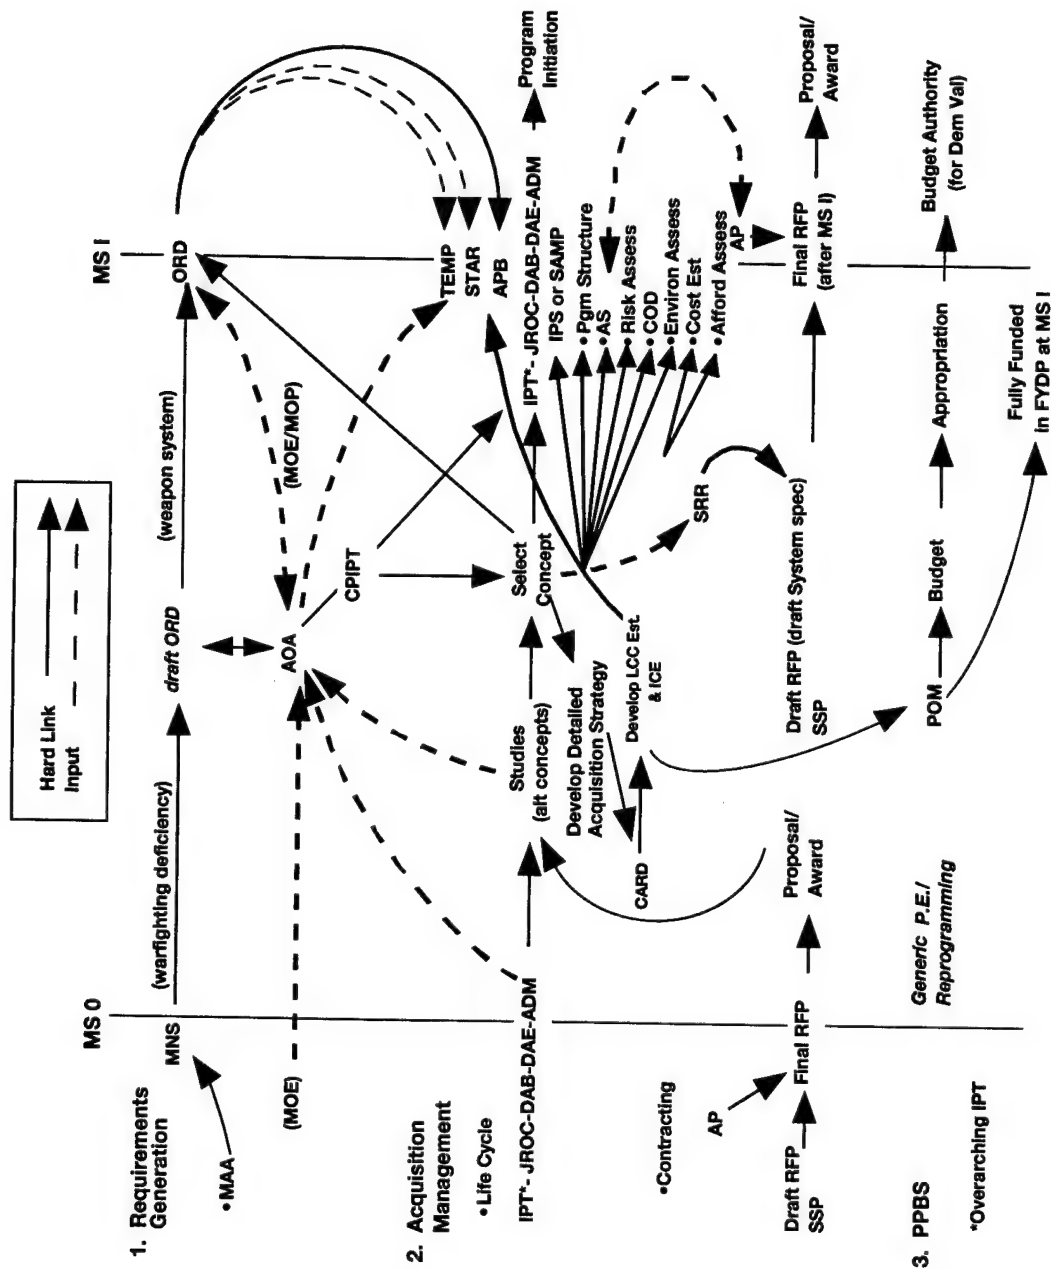 Hard Link
Input
MS 0
MS I
1. Requirements
Generation
•MAA
MNS
(warfighting deficiency)
draft ORD
(weapon system)
ORD
(MOE)
AOA
(MOE/MOP)
CPIPT
TEMP
STAR
APB
2. Acquisition
Management
•Life Cycle
IPT*- JROC-DAB-DAE-ADM
Studies
(alt concepts)
Select
Concept
IPT*- JROC-DAB-DAE-ADM
Program
Initiation
IPS or SAMP
•Pgm Structure
•AS
•Risk Assess
•COD
•Environ Assess
•Cost Est
•Afford Assess
Develop Detailed
Acquisition Strategy
CARD
Develop LCC Est.
& ICE
SRR
AP
•Contracting
AP
Draft RFP
SSP
Final RFP
Proposal/
Award
Draft RFP (draft System spec)
SSP
Final RFP
(after MS I)
Proposal/
Award
3. PPBS
Generic P.E./
Reprogramming
POM
Budget
Appropriation
Budget Authority
(for Dem Val)
Fully Funded
In FYDP at MS I
*Overarching IPT